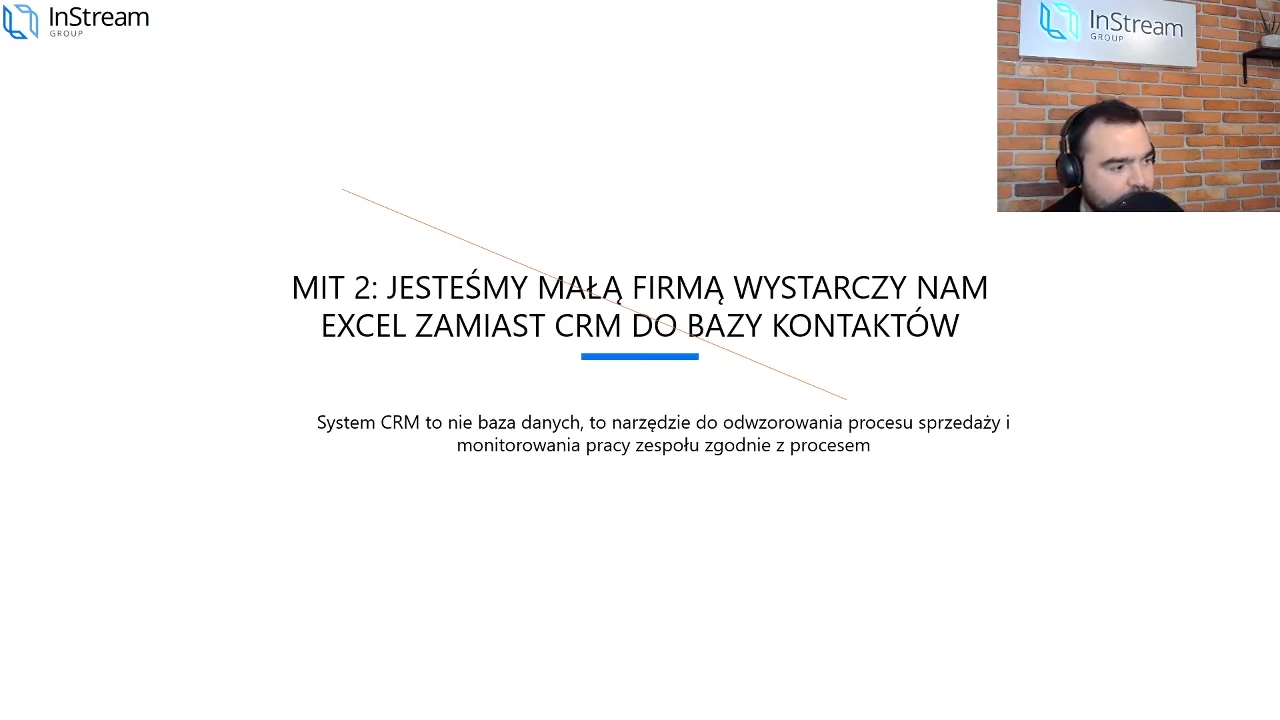 InStream
GROUP
InStream
GROUP
MIT 2: JESTEŚMY MAŁĄ FIRMĄ WYSTARCZY NAM
EXCEL ZAMIAST CRM DO BAZY KONTAKTÓW
System CRM to nie baza danych, to narzędzie do odwzorowania procesu sprzedaży i
monitorowania pracy zespołu zgodnie z procesem